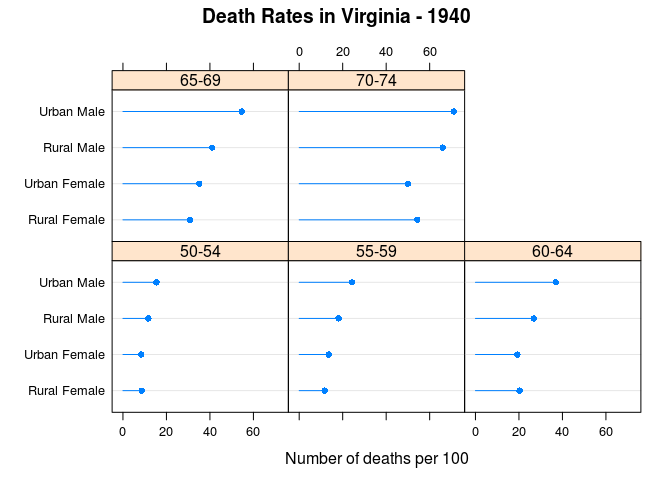 Death Rates in Virginia - 1940
0 20 40 60
65-69 70-74
Urban Male
Rural Male
Urban Female
Rural Female
50-54 55-59 60-64
Urban Male
Rural Male
Urban Female
Rural Female
0 20 40 60 0 20 40 60
Number of deaths per 100